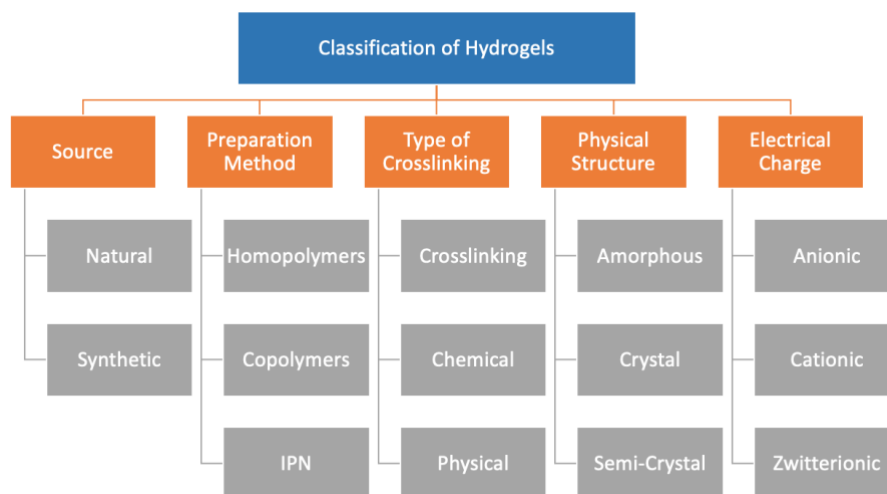 Classification of Hydrogels
Source
Preparation
Method
Type of
Crosslinking
Physical
Structure
Electrical
Charge
Natural
Homopolymers
Crosslinking
Amorphous
Anionic
Synthetic
Copolymers
Chemical
Crystal
Cationic
IPN
Physical
Semi-Crystal
Zwitterionic